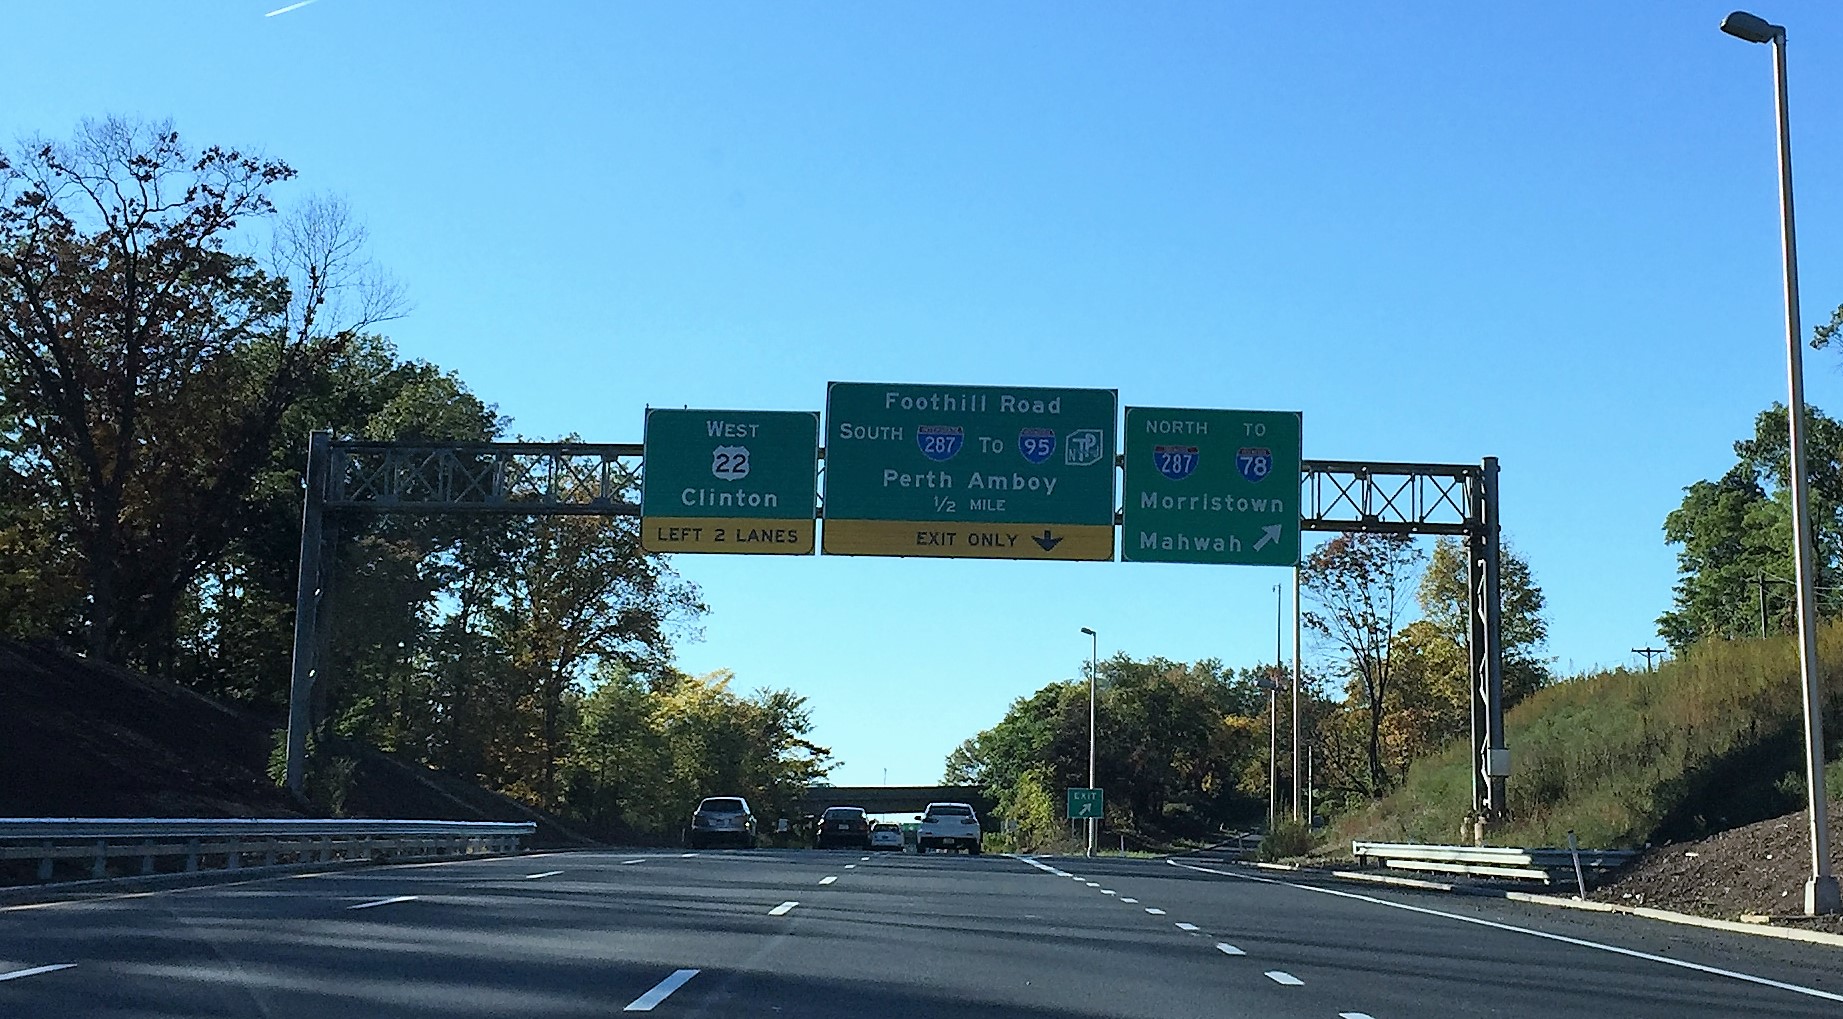 WEST
22
Clinton
LEFT 2 LANES
Foothill Road
SOUTH 287 TO 95 NJTP
Perth Amboy
1/2 MILE
EXIT ONLY
NORTH TO
287 78
Morristown
Mahwah
EXIT